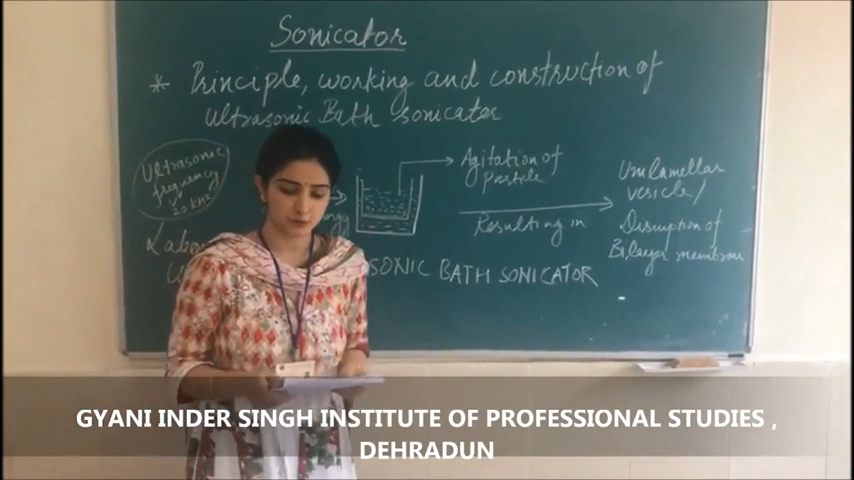 Sonicator
* Principle, working and construction of
Ultrasonic Bath sonicator
Ultrasonic
frequency
20 KHz
Agitation of
particle
Resulting in
Unilamellar
vesicle/
Disruption of
Bilayer membrane
SONIC BATH SONICATOR
GYANI INDER SINGH INSTITUTE OF PROFESSIONAL STUDIES ,
DEHRADUN